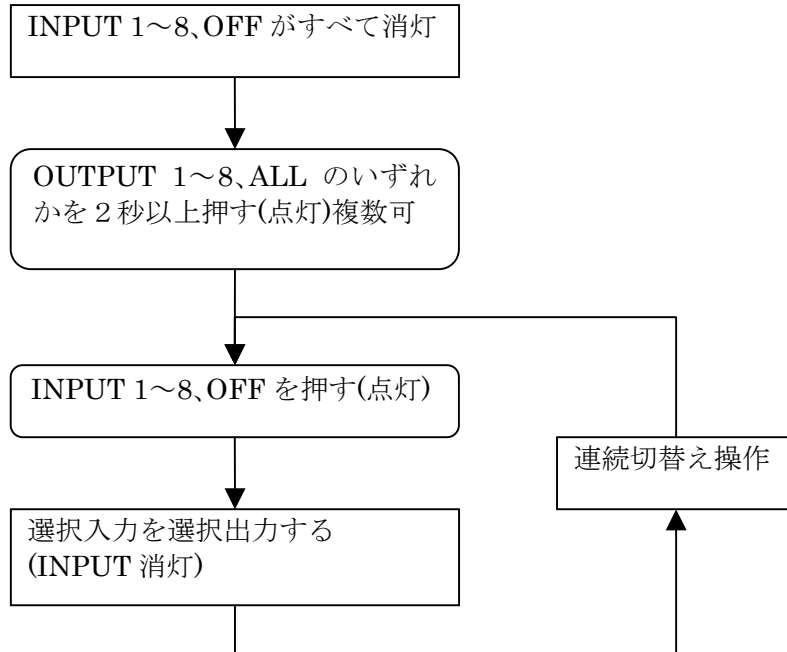 INPUT 1～8、OFF がすべて消灯
OUTPUT 1～8、ALL のいずれ
かを２秒以上押す(点灯)複数可
INPUT 1～8、OFF を押す(点灯)
連続切替え操作
選択入力を選択出力する
(INPUT 消灯)